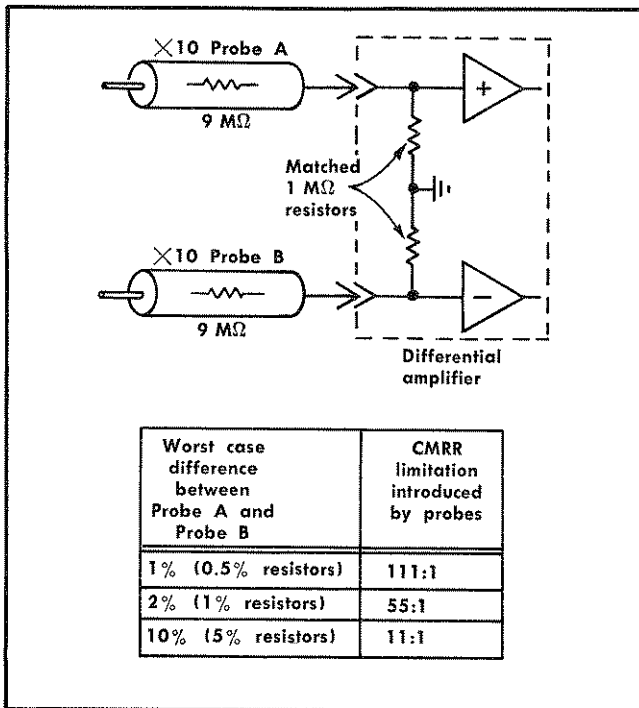 ×10 Probe A
9 MΩ
+
Matched
1 MΩ
resistors
×10 Probe B
9 MΩ
−
Differential
amplifier
Worst case
difference
between
Probe A and
Probe B
CMRR
limitation
introduced
by probes
1% (0.5% resistors) 111:1
2% (1% resistors) 55:1
10% (5% resistors) 11:1